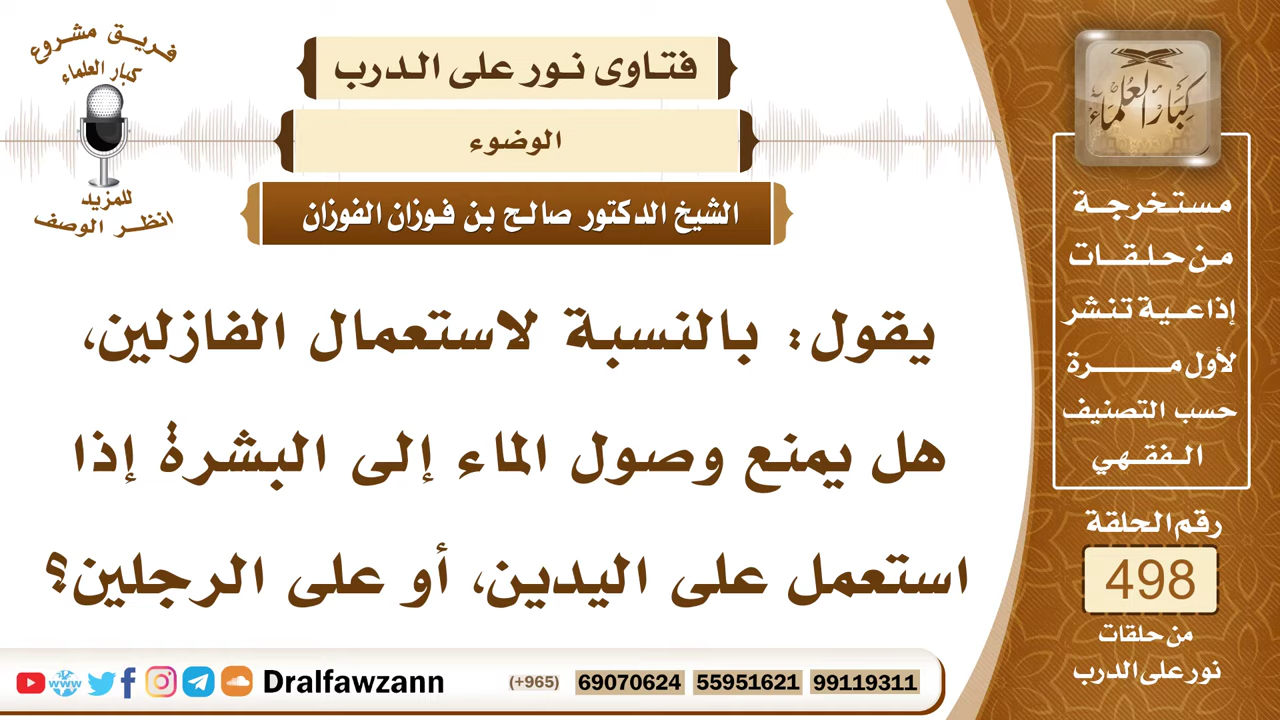 فريق مشروع
كبار العلماء
للمزيد
انظر الوصف
فتاوى نور على الدرب
الوضوء
الشيخ الدكتور صالح بن فوزان الفوزان
يقول: بالنسبة لاستعمال الفازلين،
هل يمنع وصول الماء إلى البشرة إذا
استعمل على اليدين، أو على الرجلين؟
كبار العلماء
مستخرجة
من حلقات
إذاعية تنشر
لأول مرة
حسب التصنيف
الفقهي
رقم الحلقة
498
من حلقات
نور على الدرب
www Dralfawzann (+965) 69070624 55951621 99119311